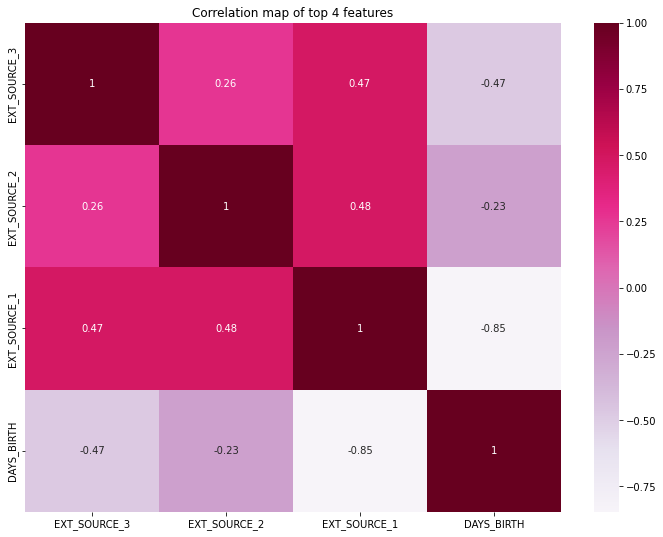 Correlation map of top 4 features
EXT_SOURCE_3
1
0.26
0.47
-0.47
EXT_SOURCE_2
0.26
1
0.48
-0.23
EXT_SOURCE_1
0.47
0.48
1
-0.85
DAYS_BIRTH
-0.47
-0.23
-0.85
1
EXT_SOURCE_3
EXT_SOURCE_2
EXT_SOURCE_1
DAYS_BIRTH
1.00
0.75
0.50
0.25
0.00
−0.25
−0.50
−0.75